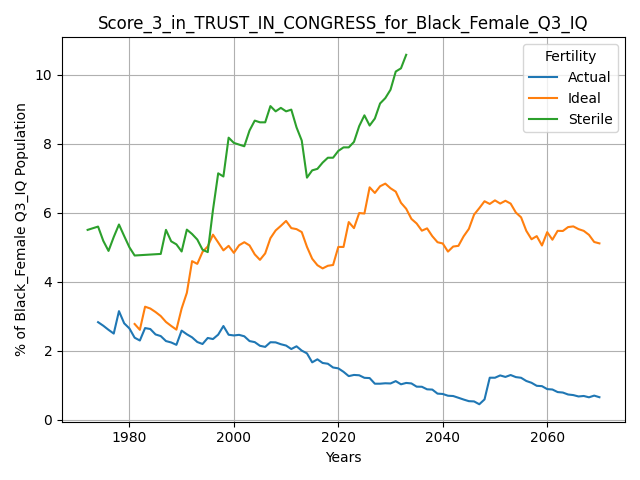 Score_3_in_TRUST_IN_CONGRESS_for_Black_Female_Q3_IQ
% of Black_Female Q3_IQ Population
10
8
6
4
2
0
1980
2000
2020
2040
2060
Years
Fertility
Actual
Ideal
Sterile